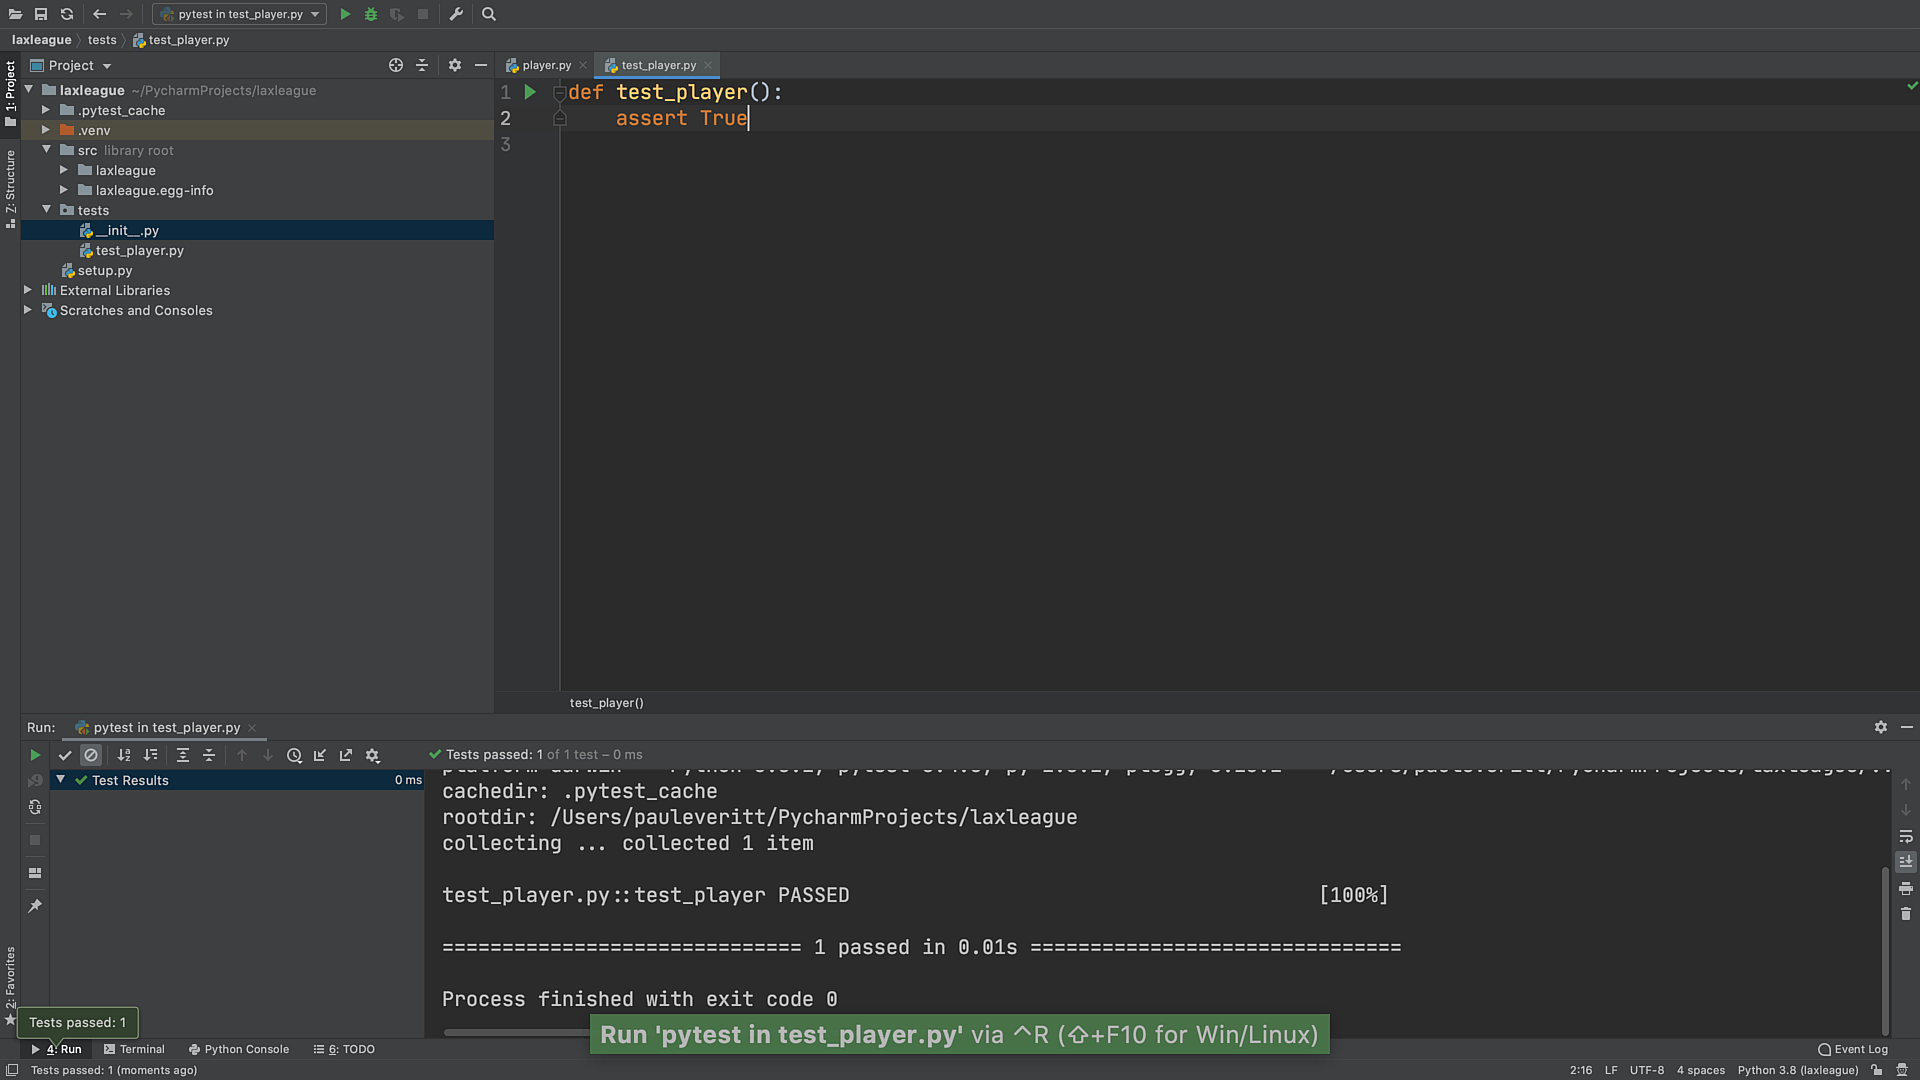 pytest in test_player.py
laxleague tests test_player.py
1: Project
Project
laxleague ~/PycharmProjects/laxleague
.pytest_cache
.venv
src library root
laxleague
laxleague.egg-info
tests
__init__.py
test_player.py
setup.py
External Libraries
Scratches and Consoles
Z: Structure
2: Favorites
player.py
test_player.py
1 def test_player():
2 assert True
3
test_player()
Run: pytest in test_player.py
Tests passed: 1 of 1 test – 0 ms
Test Results 0 ms
cachedir: .pytest_cache
rootdir: /Users/pauleveritt/PycharmProjects/laxleague
collecting ... collected 1 item
test_player.py::test_player PASSED [100%]
============================== 1 passed in 0.01s ===============================
Process finished with exit code 0
Tests passed: 1
Run 'pytest in test_player.py' via ^R (⇧+F10 for Win/Linux)
4: Run Terminal Python Console 6: TODO Event Log
Tests passed: 1 (moments ago) 2:16 LF UTF-8 4 spaces Python 3.8 (laxleague)